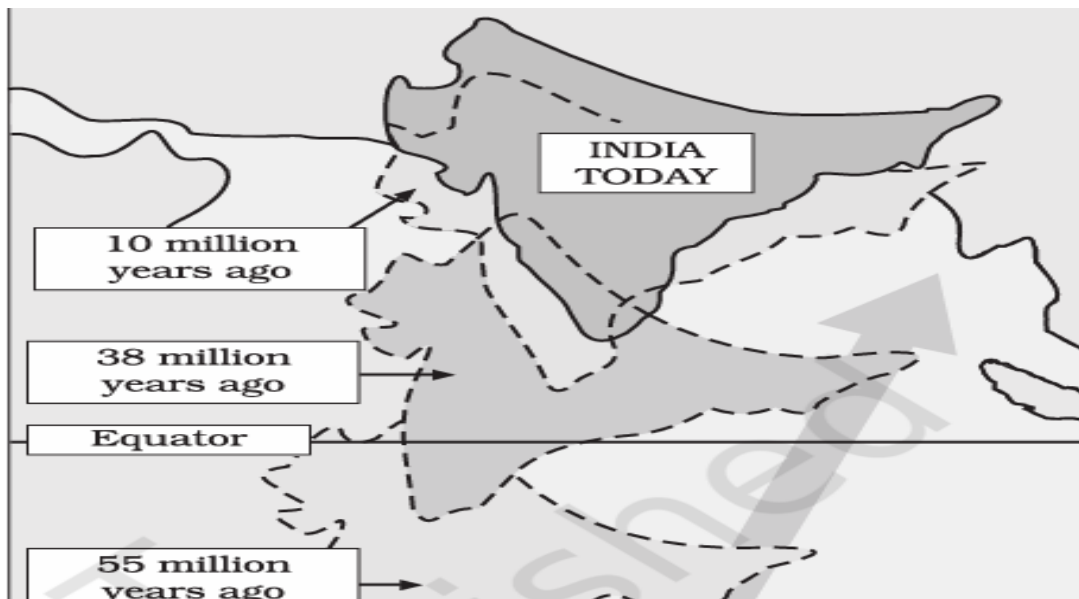 INDIA
TODAY
10 million
years ago
38 million
years ago
Equator
55 million
years ago